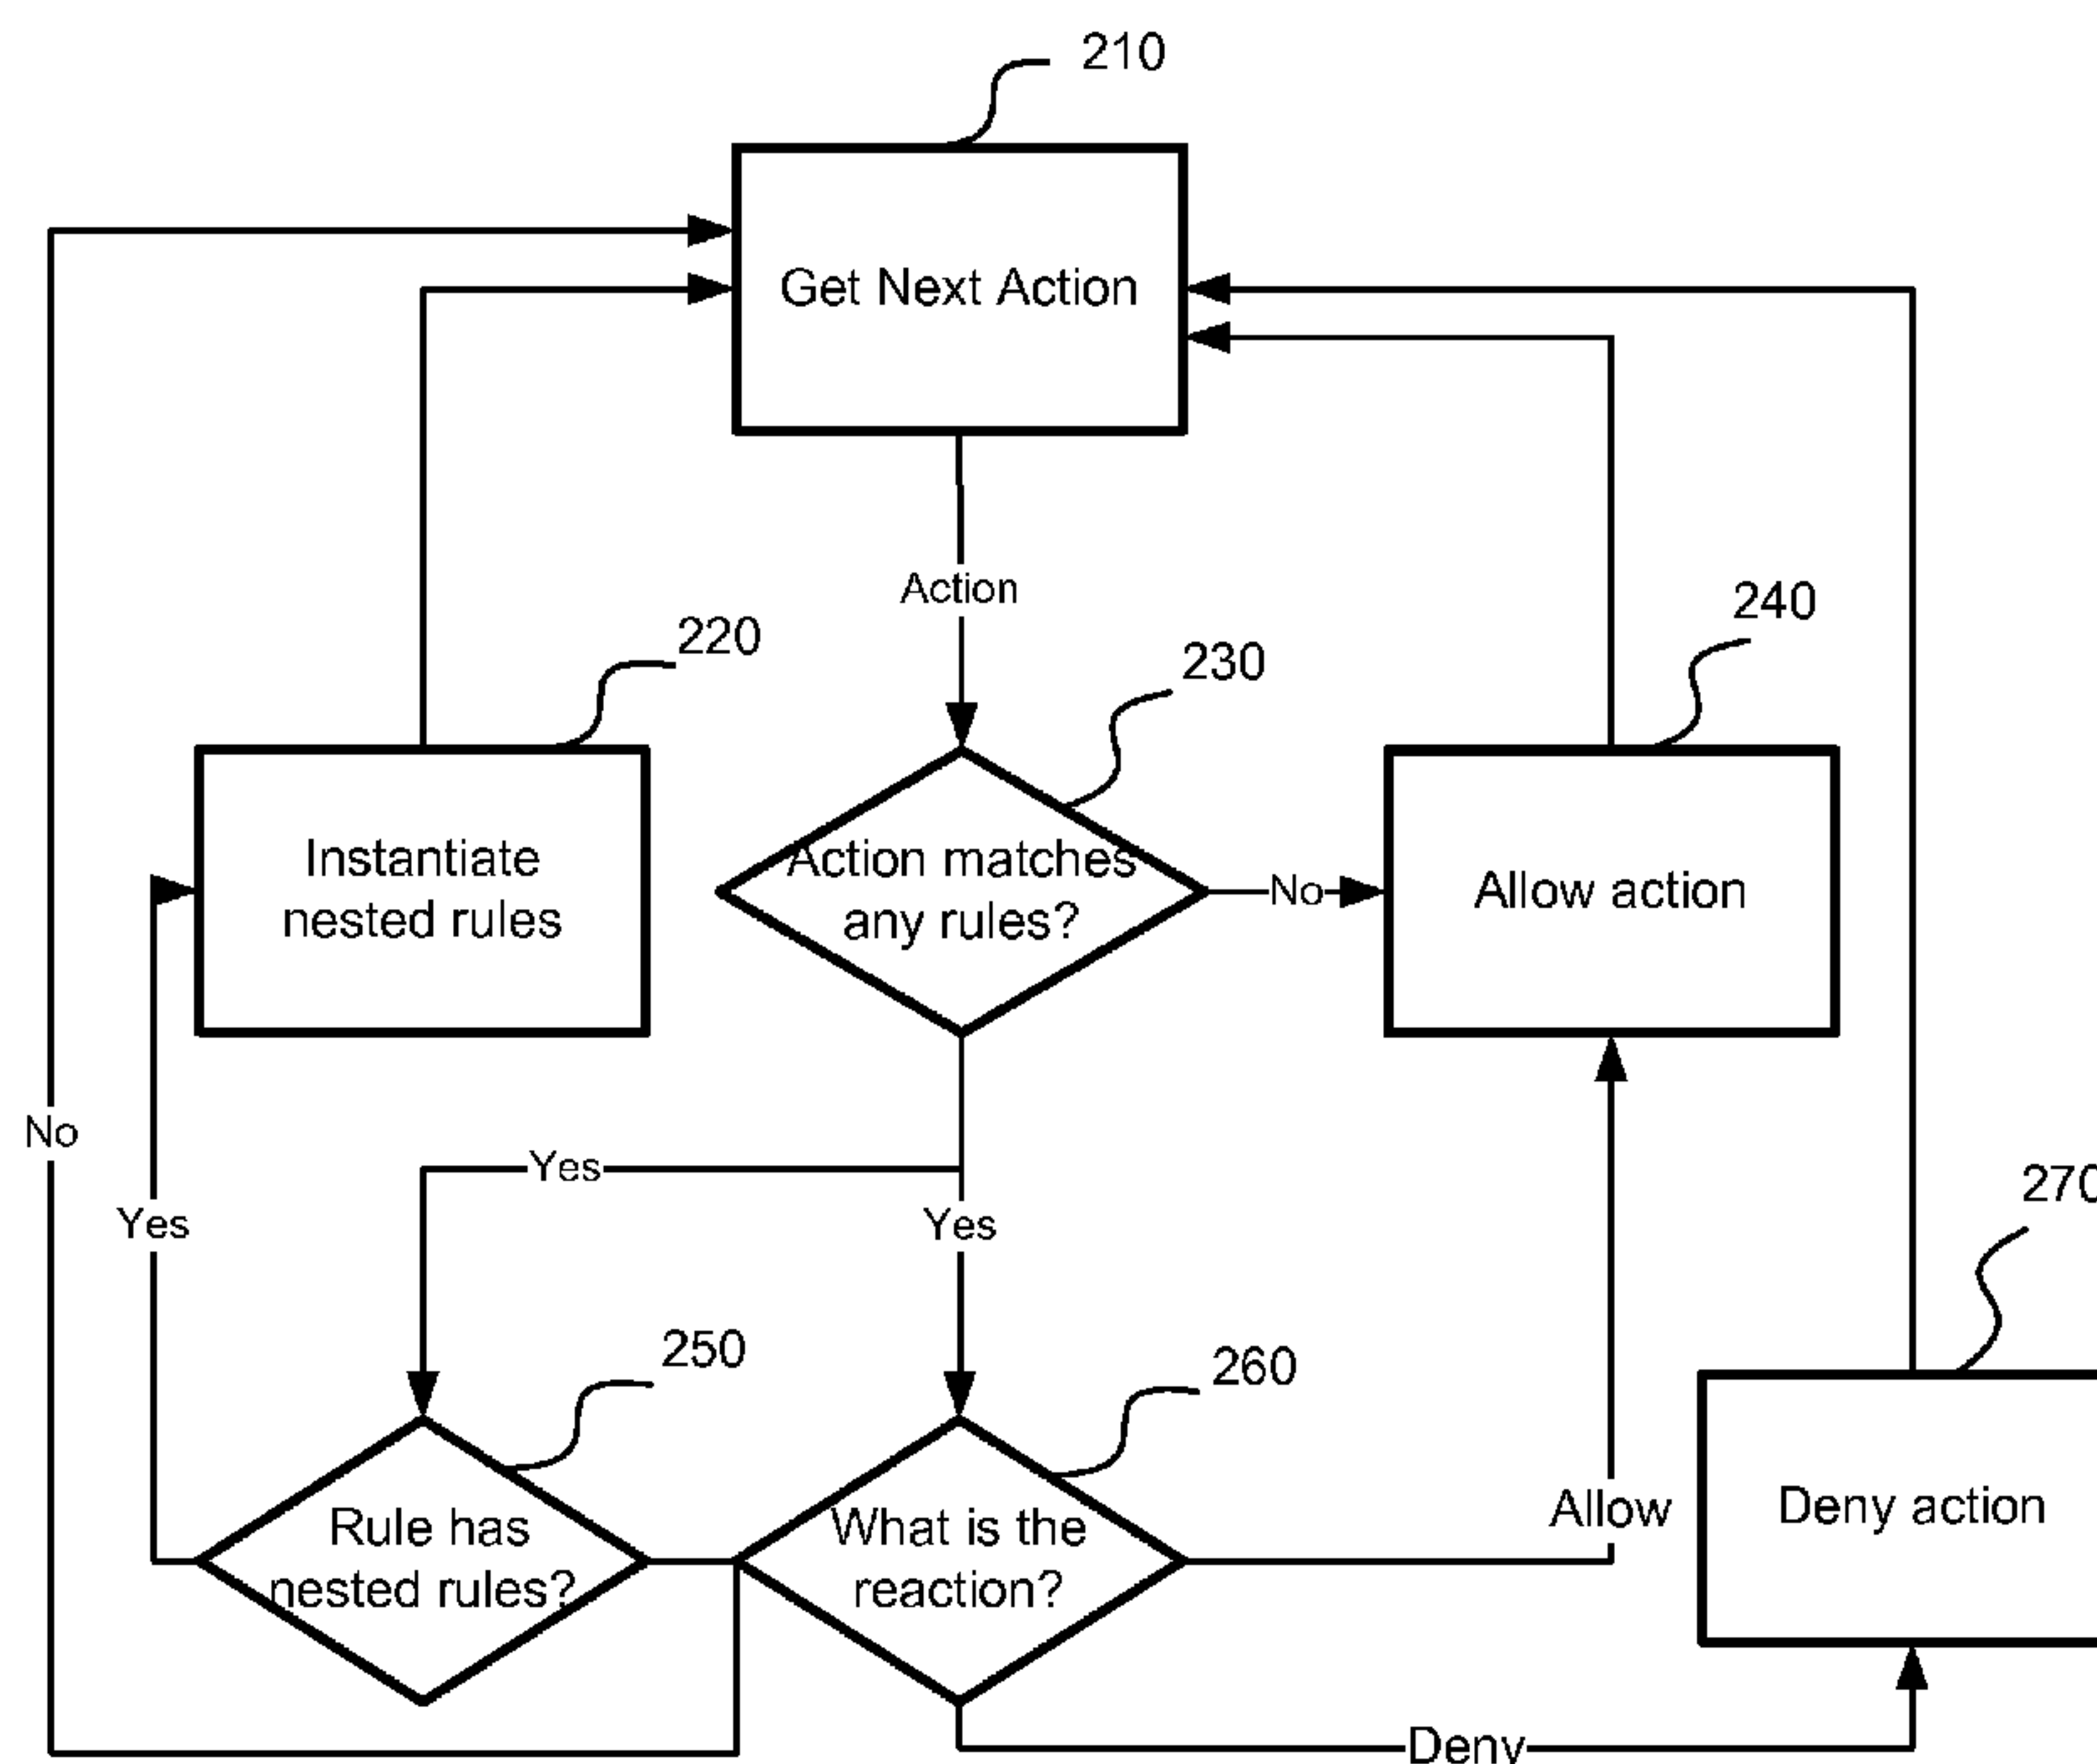 210
Get Next Action
Action
220
230
240
Instantiate
nested rules
Action matches
any rules?
No
Allow action
No
Yes
Yes
Yes
270
250
260
Rule has
nested rules?
What is the
reaction?
Allow
Deny action
Deny